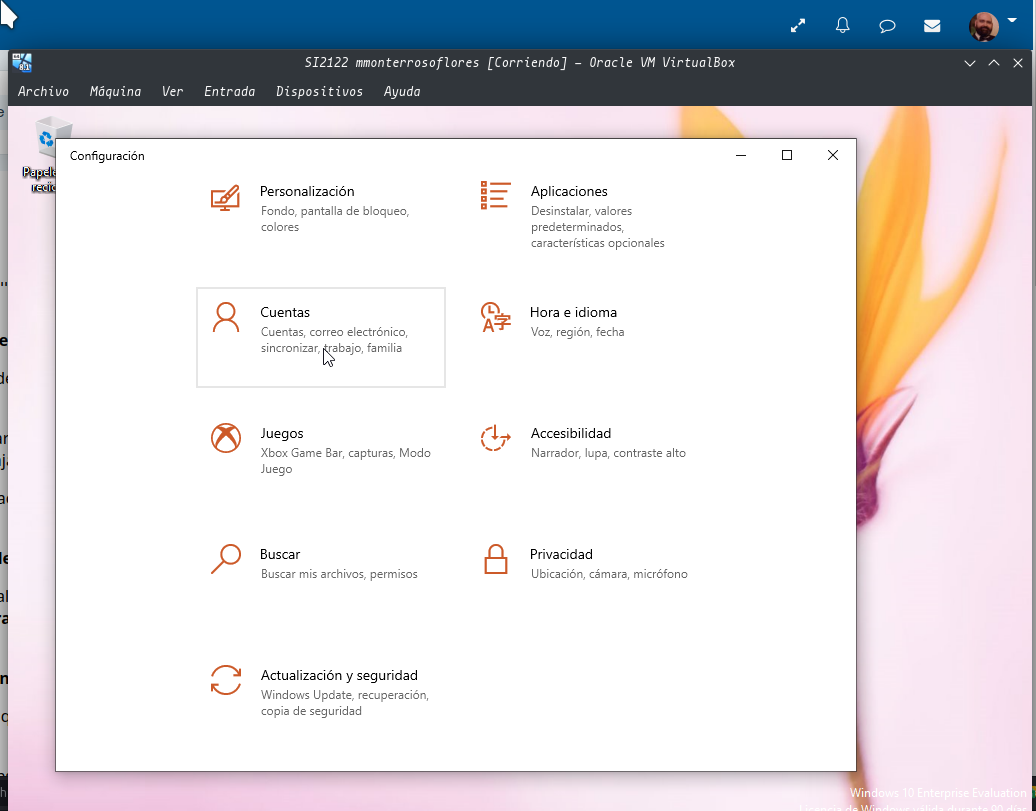 SI2122 mmonterrosoflores [Corriendo] – Oracle VM VirtualBox
Archivo Máquina Ver Entrada Dispositivos Ayuda
Configuración
Personalización
Fondo, pantalla de bloqueo,
colores
Aplicaciones
Desinstalar, valores
predeterminados,
características opcionales
Cuentas
Cuentas, correo electrónico,
sincronizar, trabajo, familia
Hora e idioma
Voz, región, fecha
Juegos
Xbox Game Bar, capturas, Modo
Juego
Accesibilidad
Narrador, lupa, contraste alto
Buscar
Buscar mis archivos, permisos
Privacidad
Ubicación, cámara, micrófono
Actualización y seguridad
Windows Update, recuperación,
copia de seguridad
Windows 10 Enterprise Evaluation
Licencia de Windows válida durante 90 días